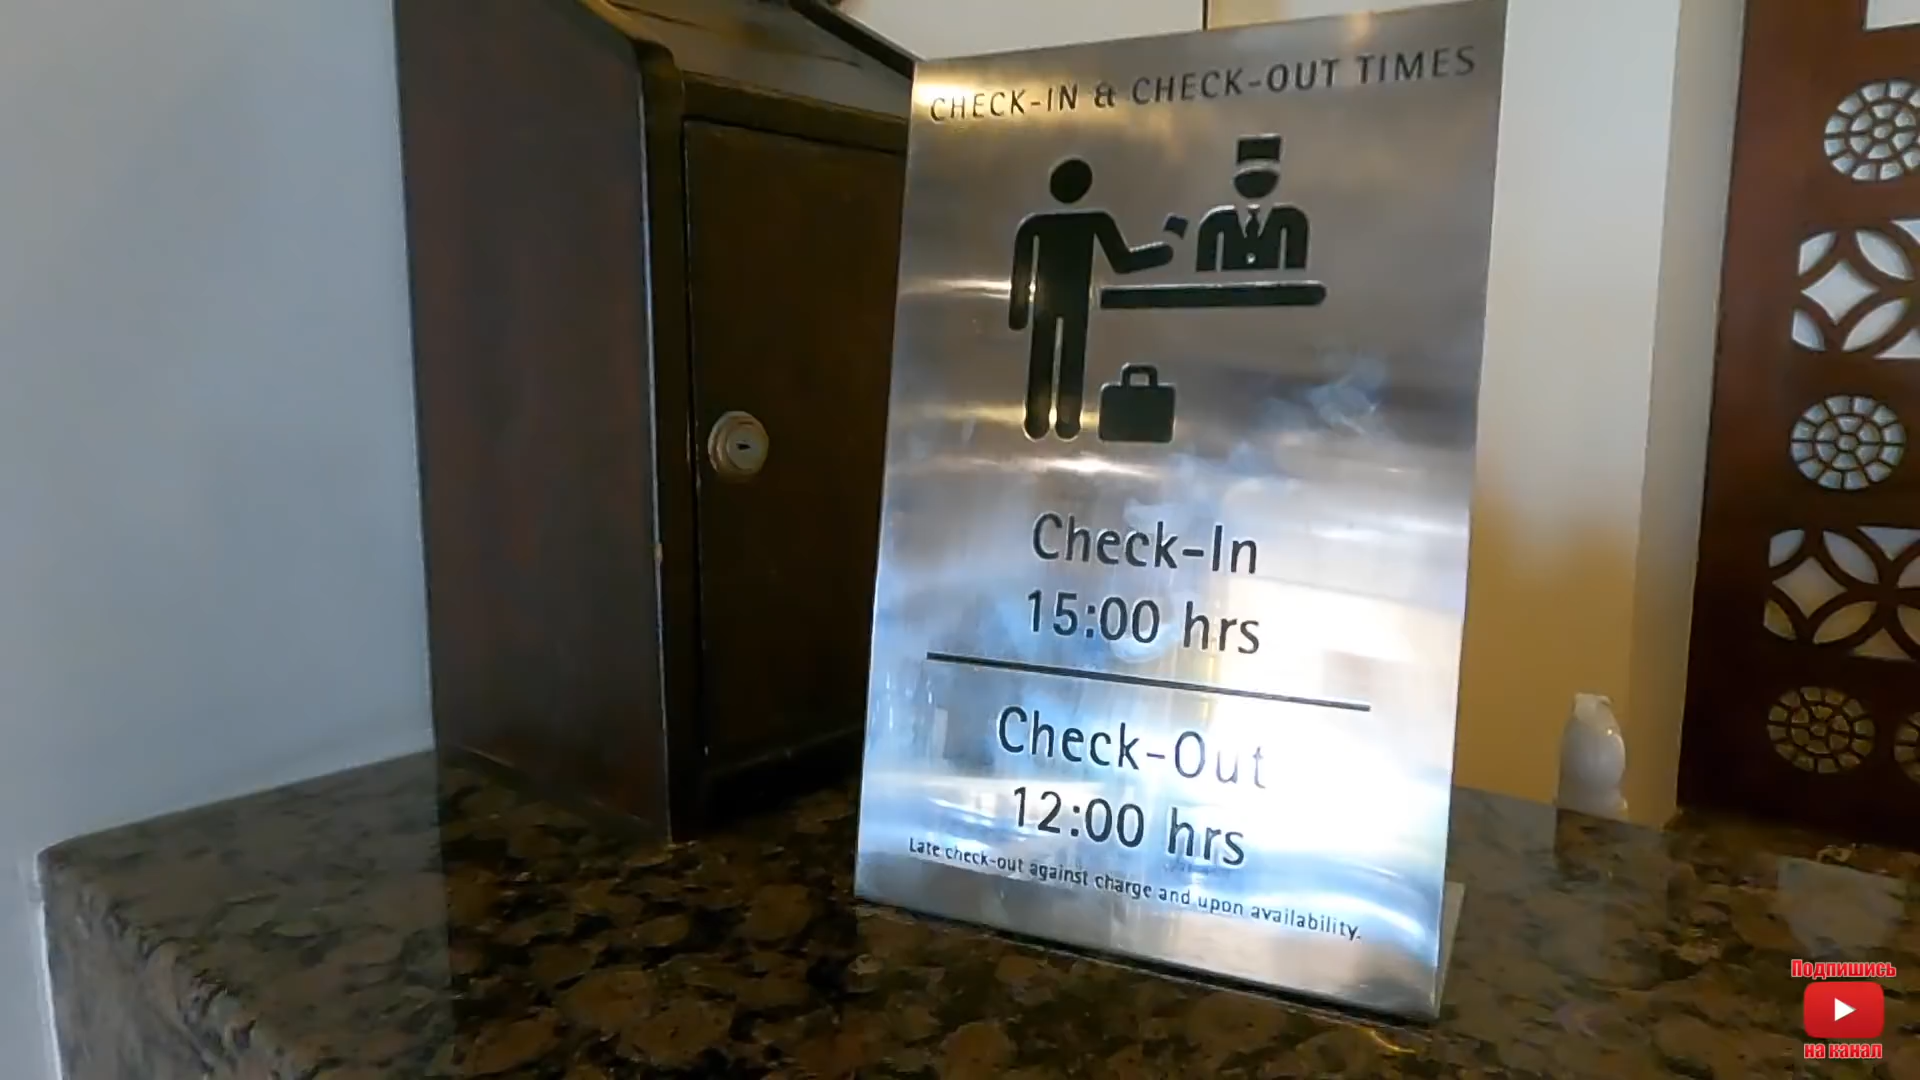 CHECK-IN & CHECK-OUT TIMES
Check-In
15:00 hrs
Check-Out
12:00 hrs
Late check-out against charge and upon availability.
Подпишись
на канал